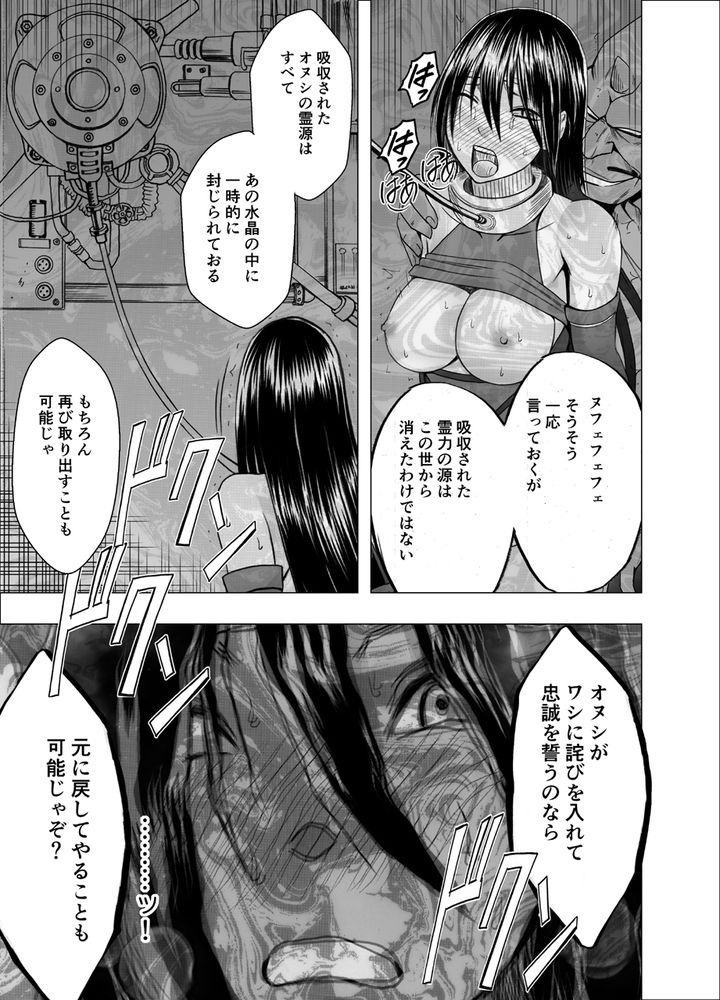 はっ
はっ
ほぁ
ほぁ
ヌフェフェフェ
そうそう
一応
言っておくが
吸収された
霊力の源は
この世から
消えたわけではない
吸収された
オヌシの霊源は
すべて
あの水晶の中に
一時的に
封じられておる
もちろん
再び取り出すことも
可能じゃ
ドクン
ドクン
オヌシが
ワシに詫びを入れて
忠誠を誓うのなら
ドクン
………ッ！
元に戻してやることも
可能じゃぞ？